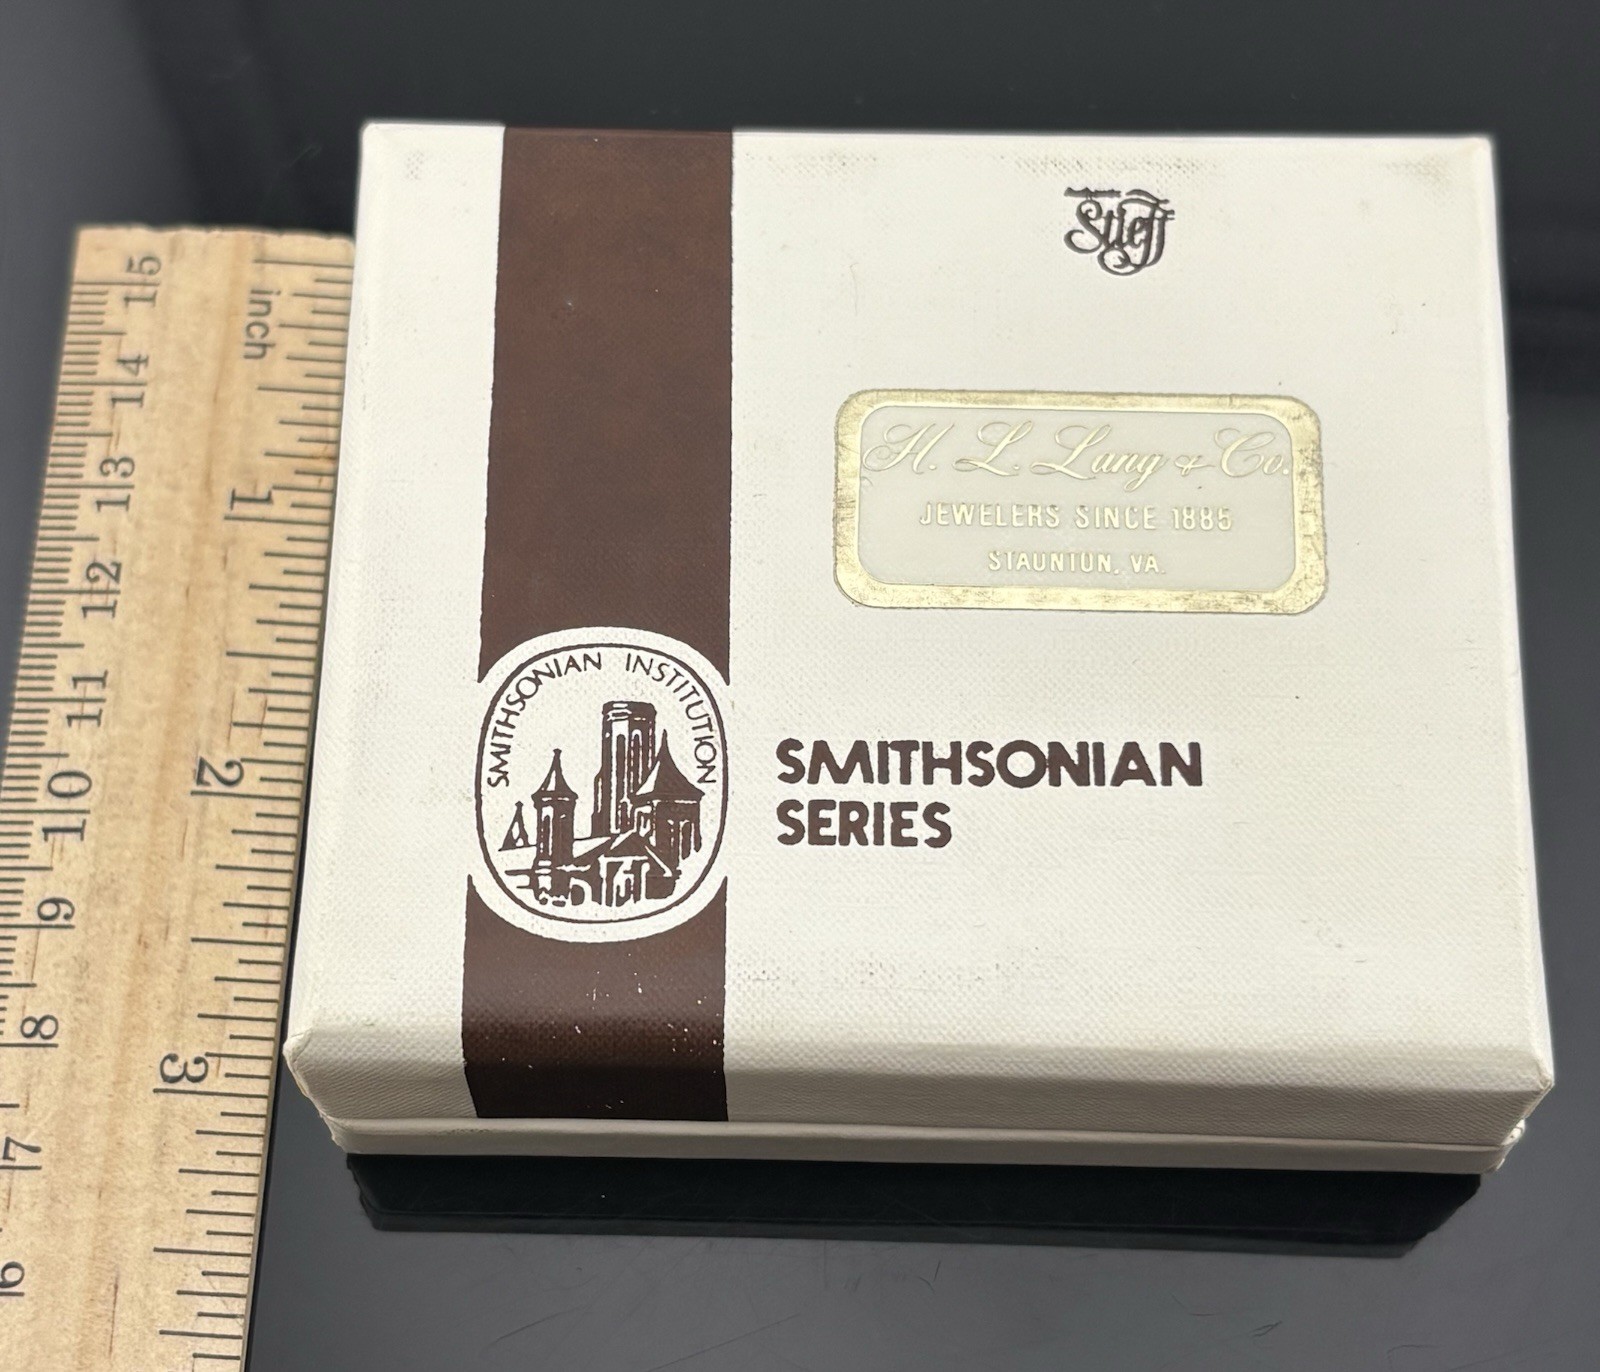 Stieff
H. L. Lang & Co.
JEWELERS SINCE 1885
STAUNTON, VA.
SMITHSONIAN INSTITUTION
SMITHSONIAN
SERIES
inch
1
2
3
15
14
13
12
11
10
9
8
7
6